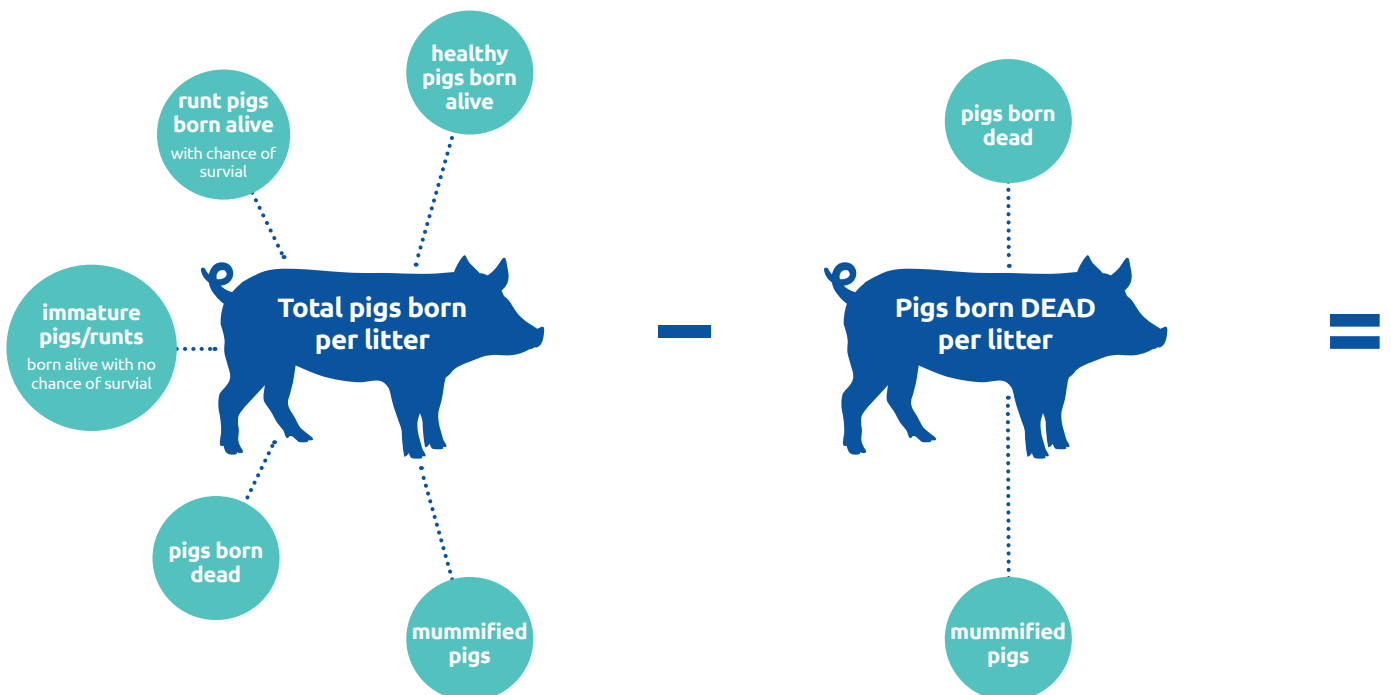 healthy
pigs born
alive
runt pigs
born alive
with chance of
survial
pigs born
dead
immature
pigs/runts
born alive with no
chance of survial
Total pigs born
per litter
–
Pigs born DEAD
per litter
=
pigs born
dead
mummified
pigs
mummified
pigs